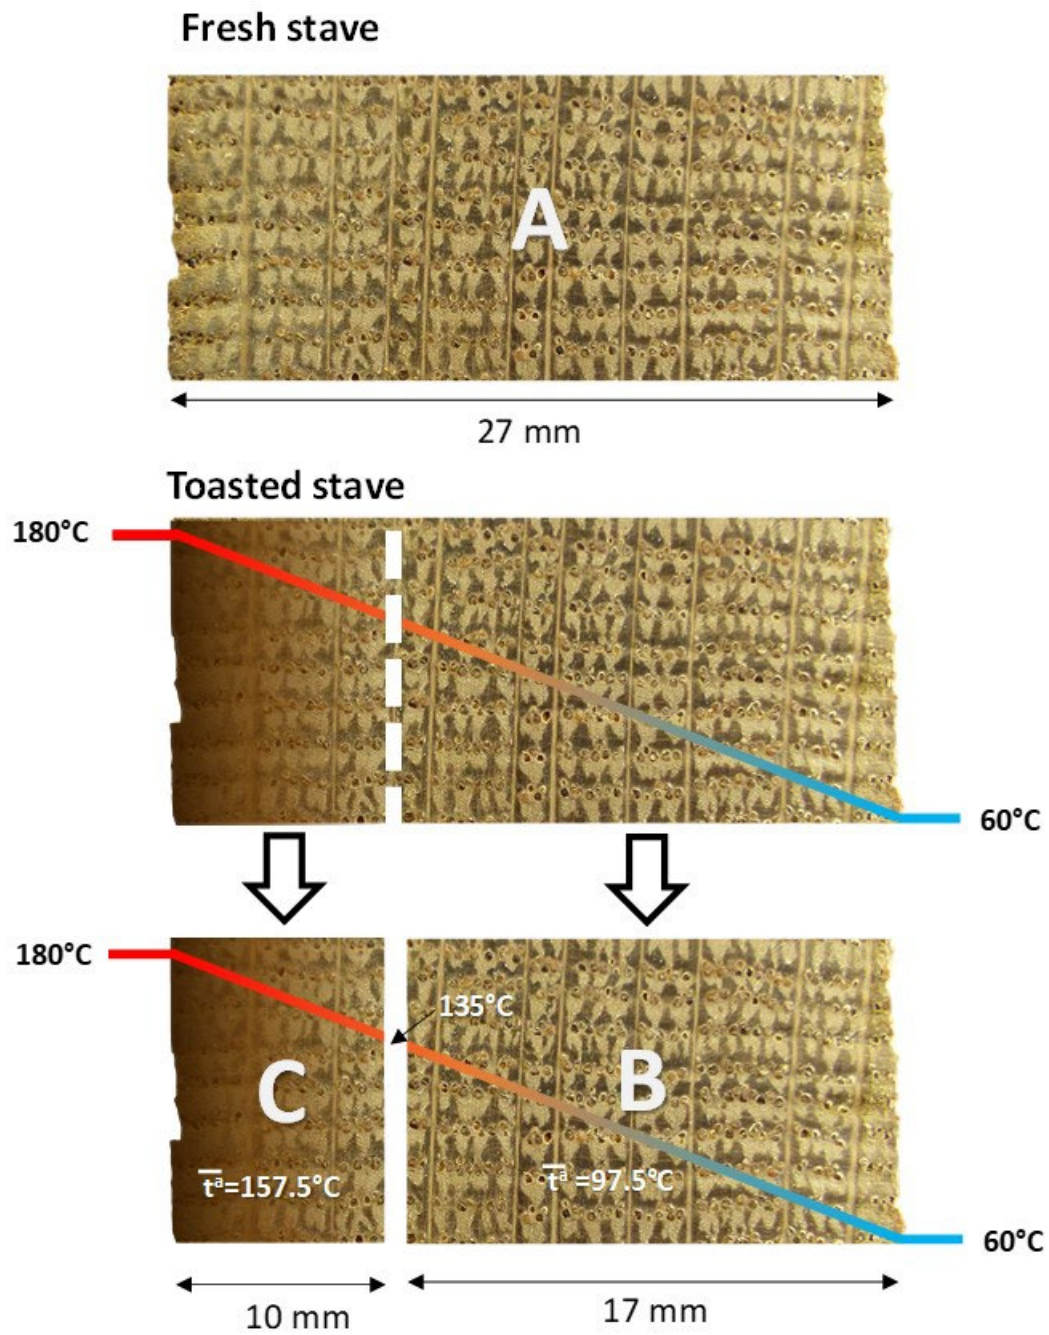 Fresh stave
A
27 mm
Toasted stave
180°C
60°C
180°C
135°C
C
B
t̅ª=157.5°C
t̅ª =97.5°C
60°C
10 mm
17 mm